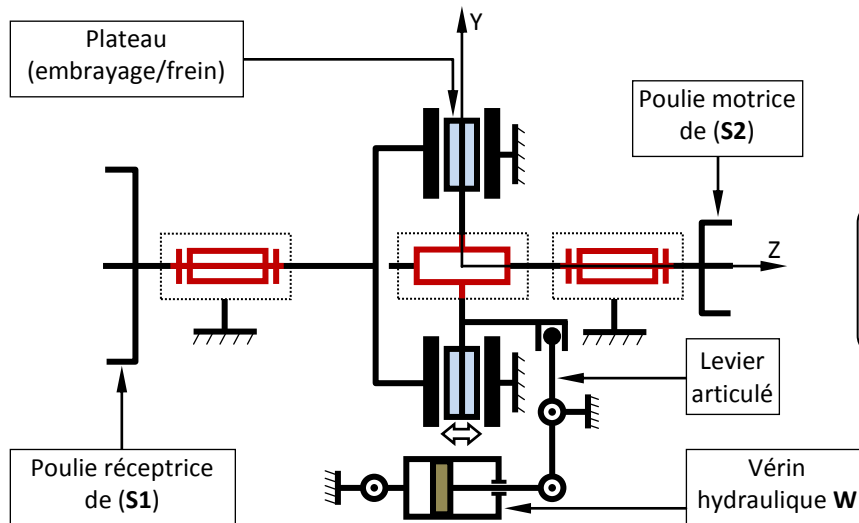 Plateau
(embrayage/frein)
Y
Poulie motrice
de (S2)
Z
Levier
articulé
Poulie réceptrice
de (S1)
Vérin
hydraulique W